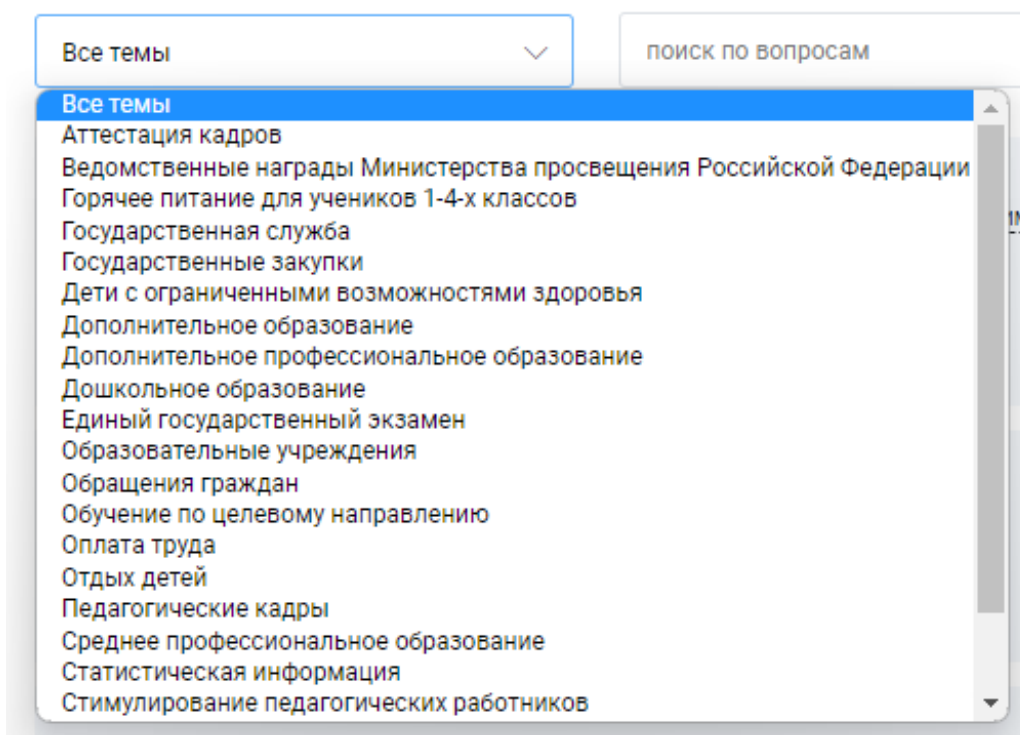 Все темы
поиск по вопросам
Все темы
Аттестация кадров
Ведомственные награды Министерства просвещения Российской Федерации
Горячее питание для учеников 1-4-х классов
Государственная служба
Государственные закупки
Дети с ограниченными возможностями здоровья
Дополнительное образование
Дополнительное профессиональное образование
Дошкольное образование
Единый государственный экзамен
Образовательные учреждения
Обращения граждан
Обучение по целевому направлению
Оплата труда
Отдых детей
Педагогические кадры
Среднее профессиональное образование
Статистическая информация
Стимулирование педагогических работников